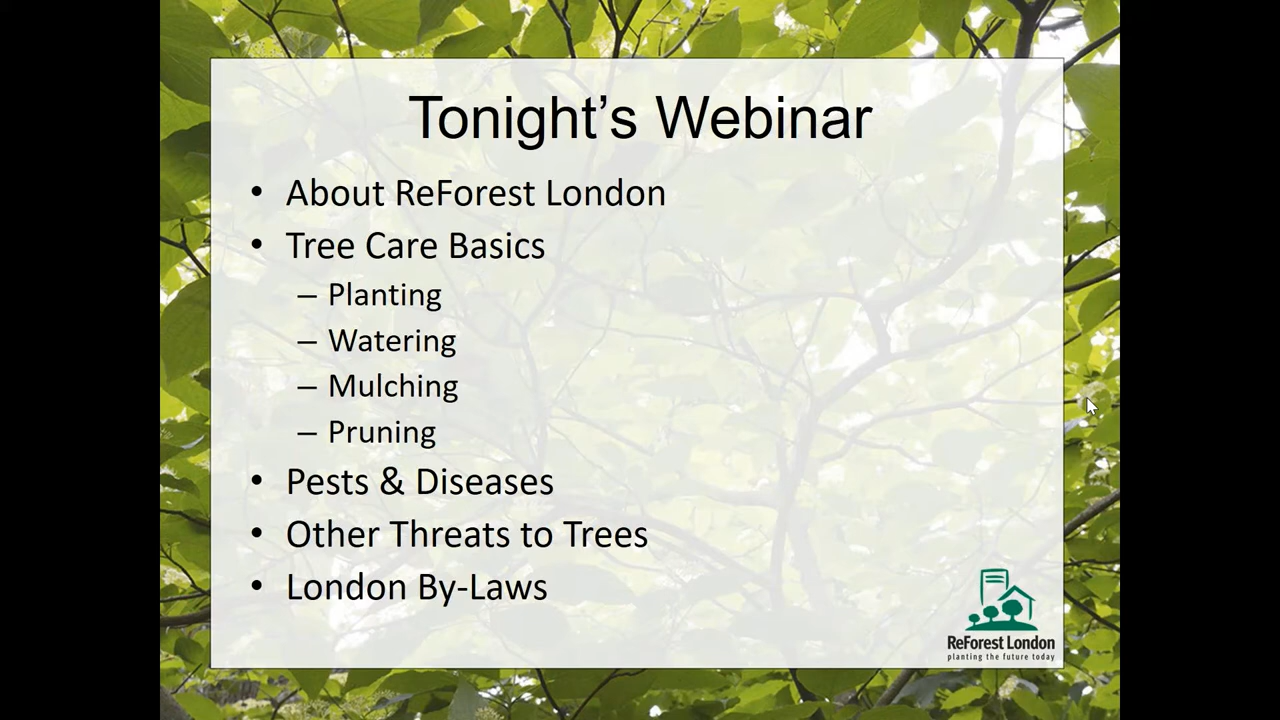 Tonight's Webinar
• About ReForest London
• Tree Care Basics
– Planting
– Watering
– Mulching
– Pruning
• Pests & Diseases
• Other Threats to Trees
• London By-Laws
ReForest London
planting the future today